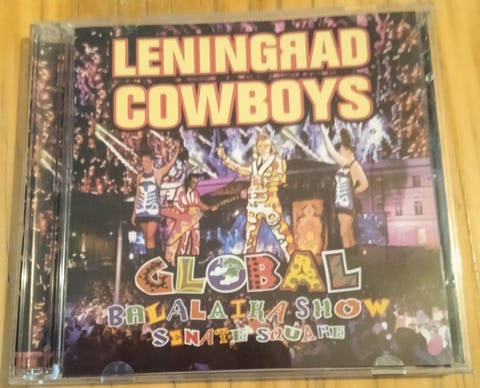 LENINGЯAD
COWBOYS
GLOBAL
BALALAIKA SHOW
SENATE SQUARE